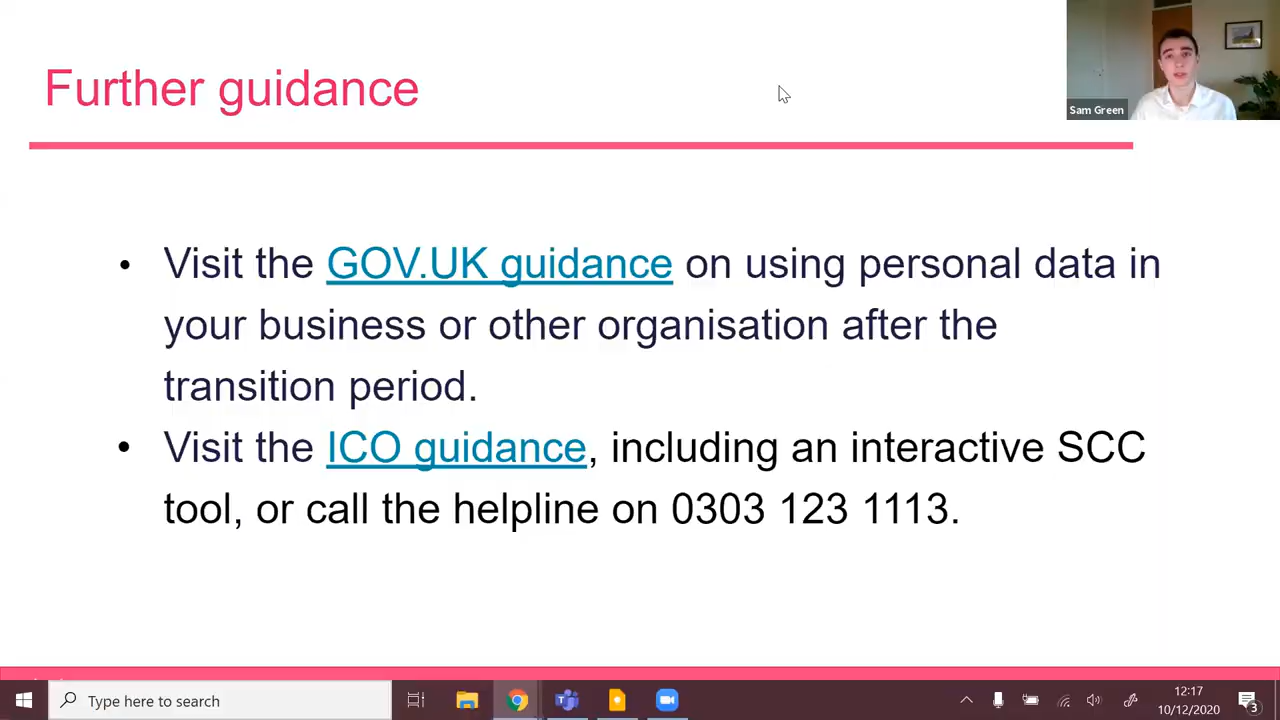 Further guidance
Sam Green
• Visit the GOV.UK guidance on using personal data in
your business or other organisation after the
transition period.
• Visit the ICO guidance, including an interactive SCC
tool, or call the helpline on 0303 123 1113.
Type here to search
12:17
10/12/2020
3